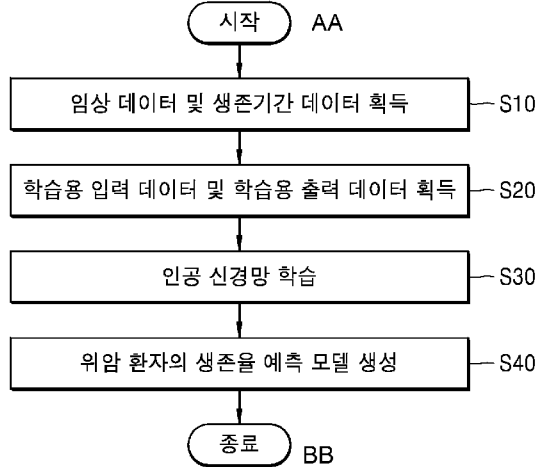 시작 AA
임상 데이터 및 생존기간 데이터 획득 S10
학습용 입력 데이터 및 학습용 출력 데이터 획득 S20
인공 신경망 학습 S30
위암 환자의 생존율 예측 모델 생성 S40
종료 BB